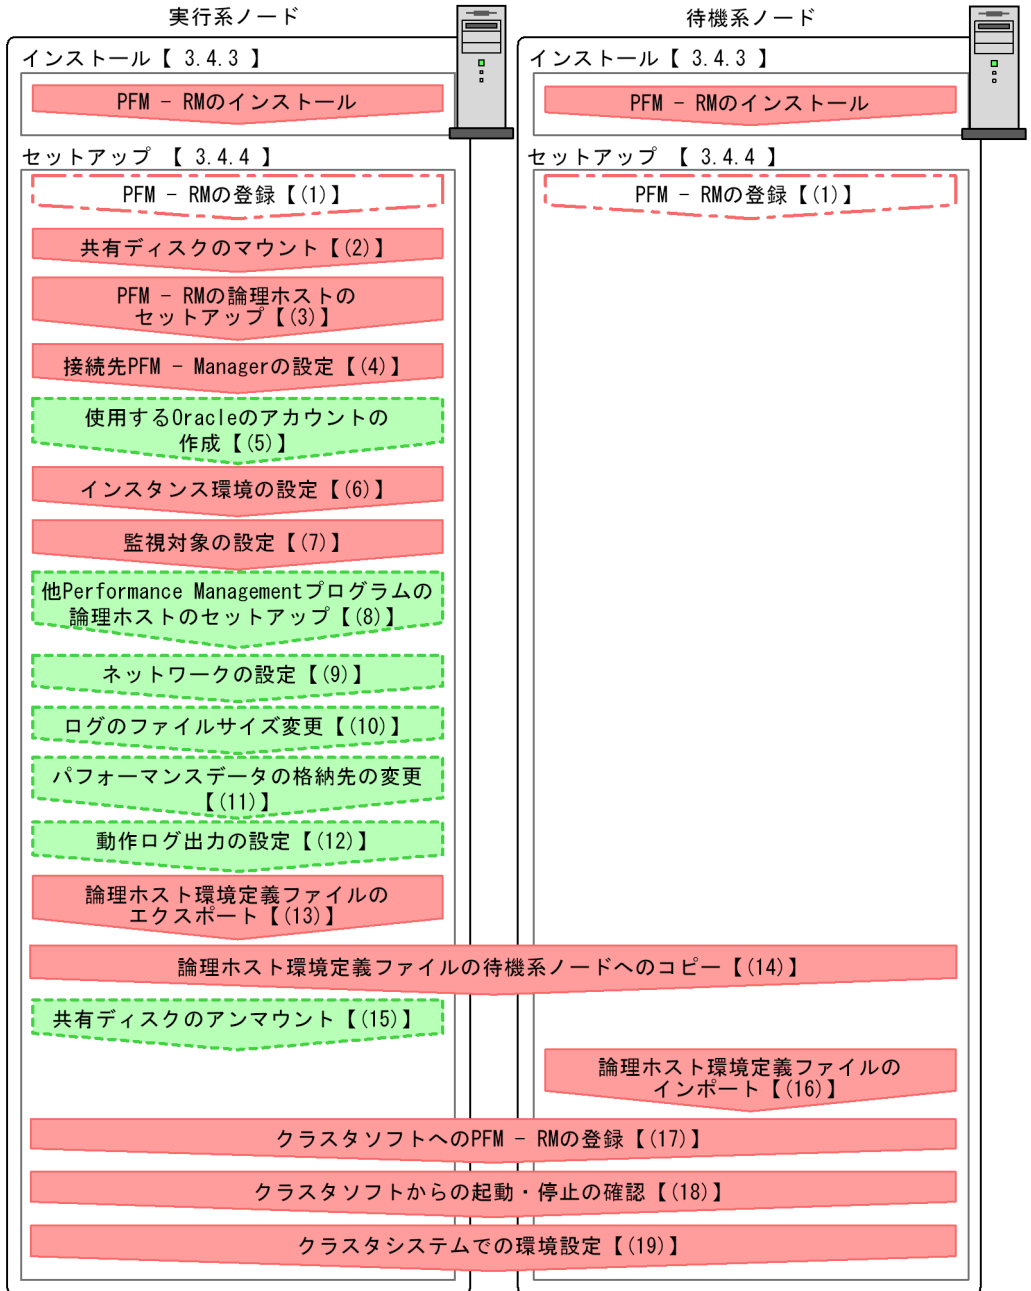 実行系ノード
待機系ノード
インストール【 3.4.3 】
インストール【 3.4.3 】
PFM － RMのインストール
PFM － RMのインストール
セットアップ 【 3.4.4 】
セットアップ 【 3.4.4 】
PFM － RMの登録【(1)】
PFM － RMの登録【(1)】
共有ディスクのマウント【(2)】
PFM － RMの論理ホストの
セットアップ【(3)】
接続先PFM － Managerの設定【(4)】
使用するOracleのアカウントの
作成【(5)】
インスタンス環境の設定【(6)】
監視対象の設定【(7)】
他Performance Managementプログラムの
論理ホストのセットアップ【(8)】
ネットワークの設定【(9)】
ログのファイルサイズ変更【(10)】
パフォーマンスデータの格納先の変更
【(11)】
動作ログ出力の設定【(12)】
論理ホスト環境定義ファイルの
エクスポート【(13)】
論理ホスト環境定義ファイルの待機系ノードへのコピー【(14)】
共有ディスクのアンマウント【(15)】
論理ホスト環境定義ファイルの
インポート【(16)】
クラスタソフトへのPFM － RMの登録【(17)】
クラスタソフトからの起動・停止の確認【(18)】
クラスタシステムでの環境設定【(19)】